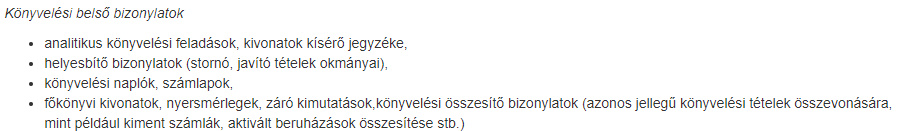 Könyvelési belső bizonylatok
• analitikus könyvelési feladások, kivonatok kísérő jegyzéke,
• helyesbítő bizonylatok (stornó, javító tételek okmányai),
• könyvelési naplók, számlapok,
• főkönyvi kivonatok, nyersmérlegek, záró kimutatások,könyvelési összesítő bizonylatok (azonos jellegű könyvelési tételek összevonására,
mint például kiment számlák, aktivált beruházások összesítése stb.)